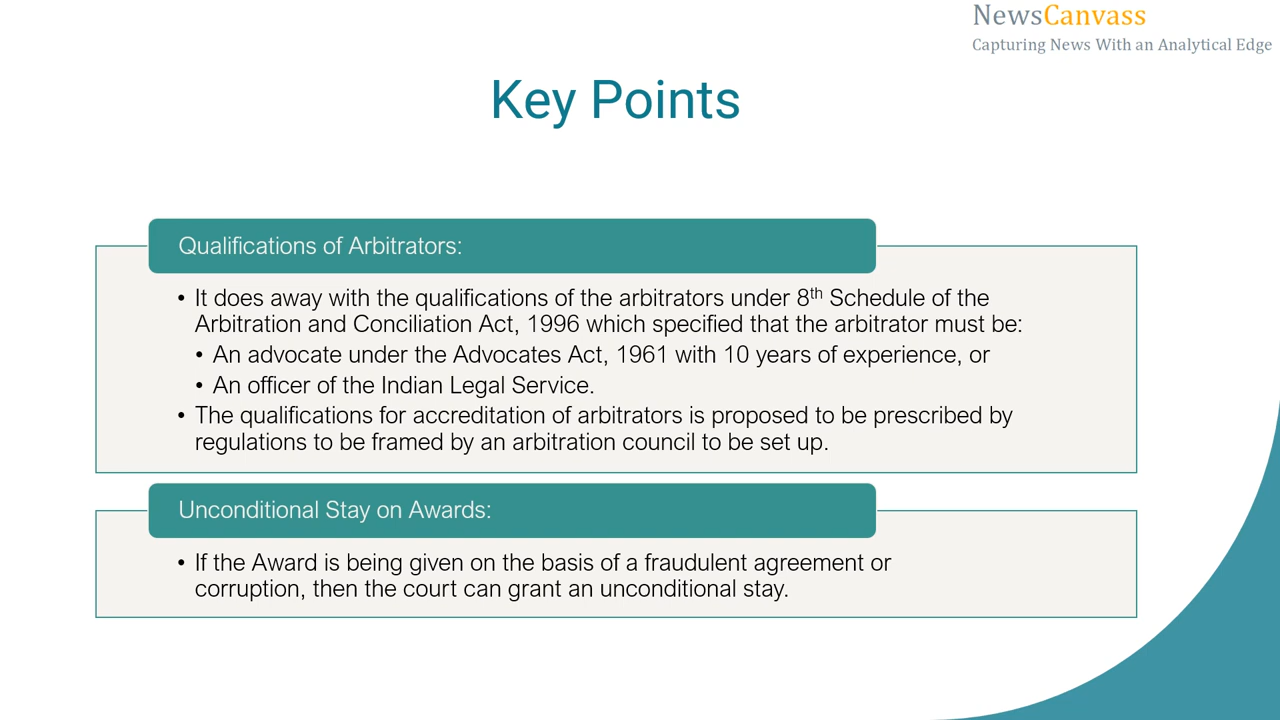 NewsCanvass
Capturing News With an Analytical Edge
Key Points
Qualifications of Arbitrators:
• It does away with the qualifications of the arbitrators under 8th Schedule of the
Arbitration and Conciliation Act, 1996 which specified that the arbitrator must be:
• An advocate under the Advocates Act, 1961 with 10 years of experience, or
• An officer of the Indian Legal Service.
• The qualifications for accreditation of arbitrators is proposed to be prescribed by
regulations to be framed by an arbitration council to be set up.
Unconditional Stay on Awards:
• If the Award is being given on the basis of a fraudulent agreement or
corruption, then the court can grant an unconditional stay.